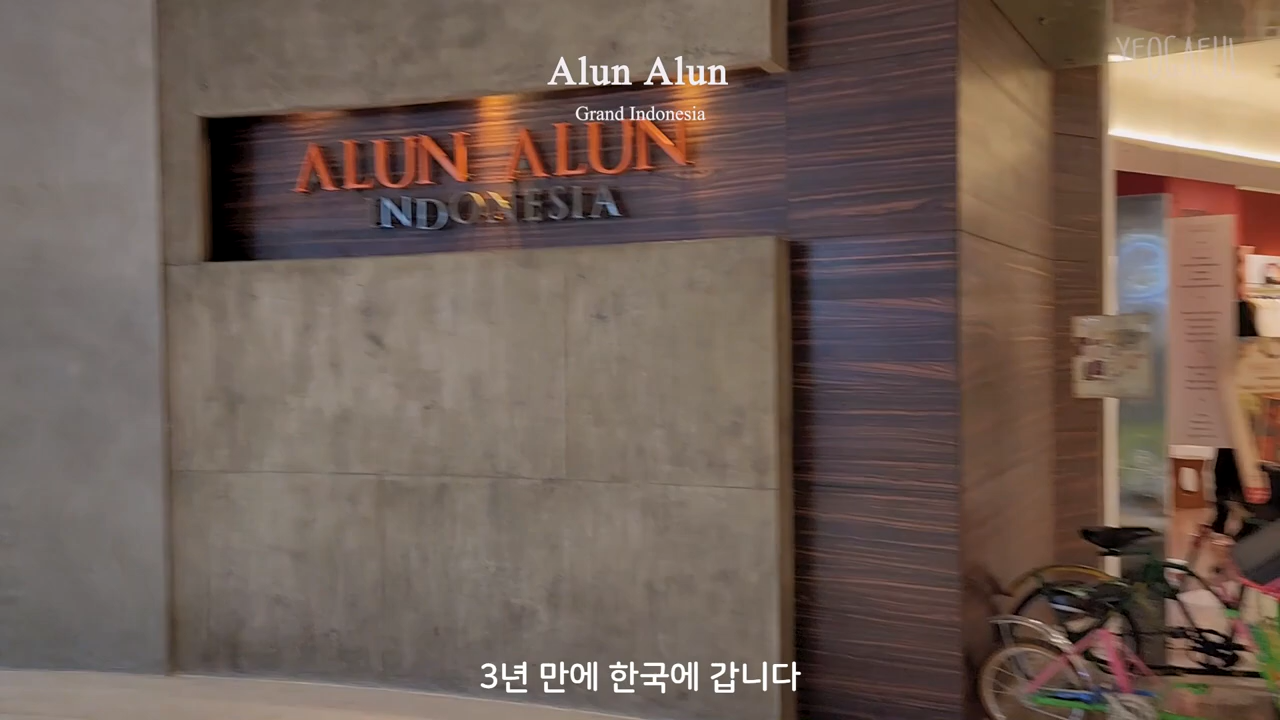 Alun Alun
Grand Indonesia
ALUN ALUN
INDONESIA
3년 만에 한국에 갑니다